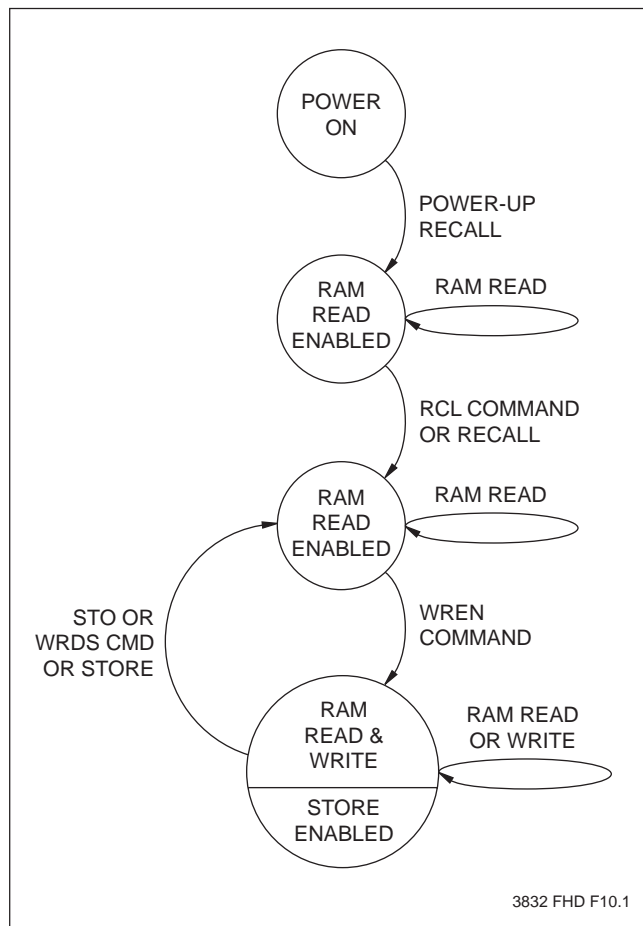 POWER
ON
POWER-UP
RECALL
RAM
READ
ENABLED
RAM READ
RCL COMMAND
OR RECALL
RAM
READ
ENABLED
RAM READ
STO OR
WRDS CMD
OR STORE
WREN
COMMAND
RAM
READ &
WRITE
STORE
ENABLED
RAM READ
OR WRITE
3832 FHD F10.1